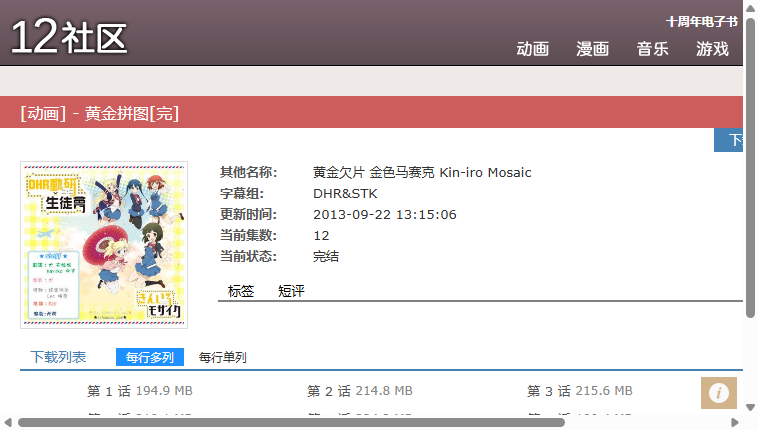 12社区
十周年电子书
动画 漫画 音乐 游戏
[动画] - 黄金拼图[完]
其他名称: 黄金欠片 金色马赛克 Kin-iro Mosaic
字幕组: DHR&STK
更新时间: 2013-09-22 13:15:06
当前集数: 12
当前状态: 完结
DHR動研
生徒募
きんいろ
モザイク
标签 短评
下载列表 每行多列 每行单列
第 1 话 194.9 MB 第 2 话 214.8 MB 第 3 话 215.6 MB